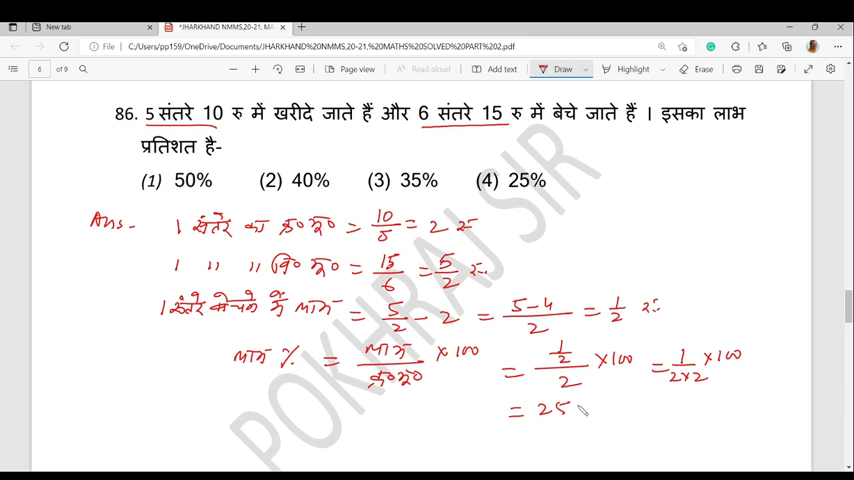 New tab
*JHARKHAND NMMS,20-21, MA
File
C:/Users/pp159/OneDrive/Documents/JHARKHAND%20NMMS,20-21,%20MATHS%20SOLVED%20PART%202.pdf
6 of 9
Page view
Read aloud
Add text
Draw
Highlight
Erase
86. 5 संतरे 10 रु में खरीदे जाते हैं और 6 संतरे 15 रु में बेचे जाते हैं । इसका लाभ
प्रतिशत है-
(1) 50% (2) 40% (3) 35% (4) 25%
Ans - 1 संतरे का क्र० मू० = 10/5 = 2 रु
1 " " वि० मू० = 15/6 = 5/2 रु
1 संतरे बेचने में लाभ = 5/2 - 2 = 5-4/2 = 1/2 रु
लाभ % = लाभ/क्र०मू० × 100 = 1/2/2 × 100 = 1/2×2 × 100
= 25
POKHRAJ SIR